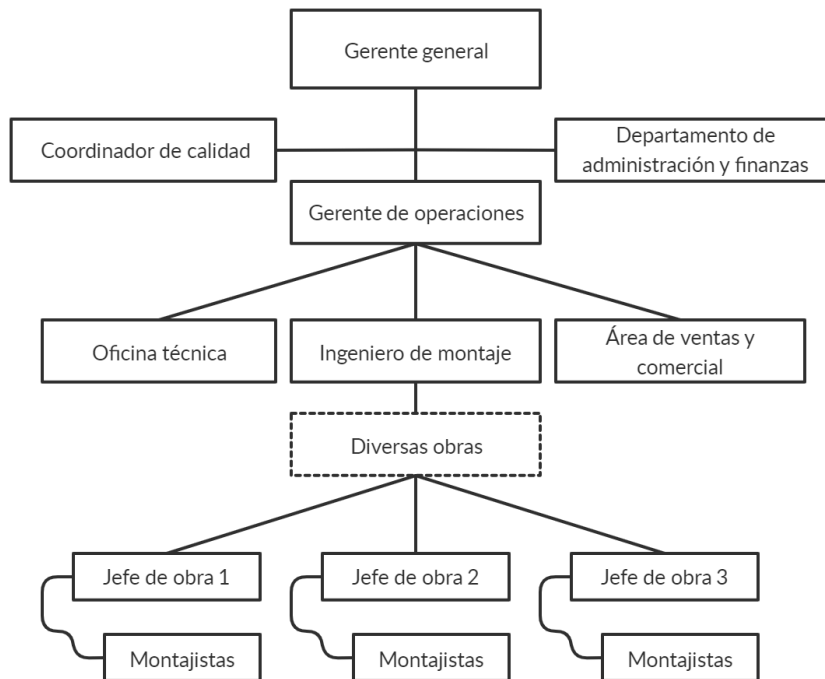 Gerente general
Coordinador de calidad
Departamento de
administración y finanzas
Gerente de operaciones
Oficina técnica
Ingeniero de montaje
Área de ventas y
comercial
Diversas obras
Jefe de obra 1
Jefe de obra 2
Jefe de obra 3
Montajistas
Montajistas
Montajistas